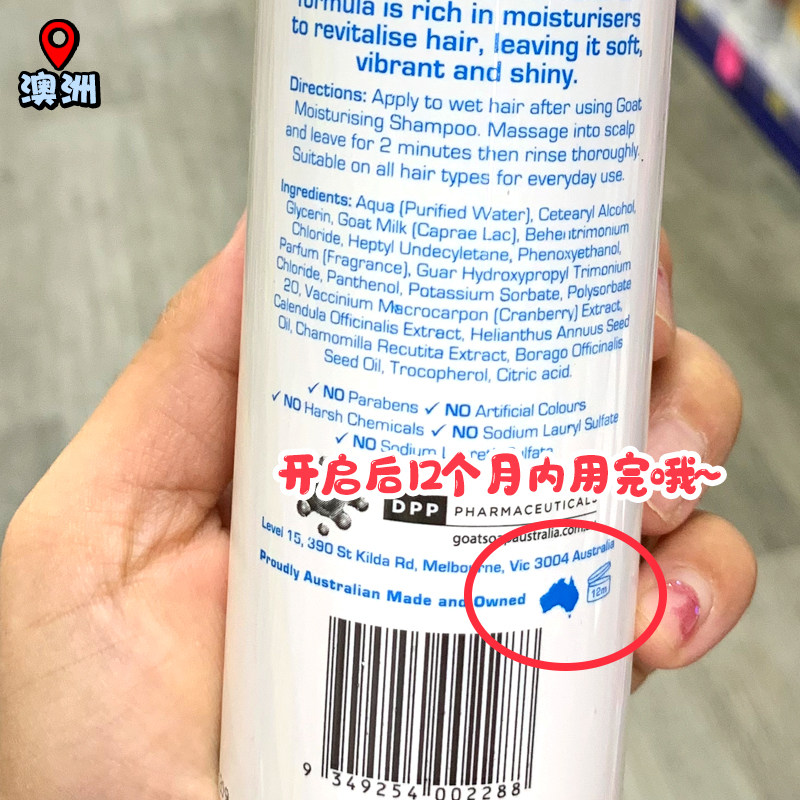 澳洲
formula is rich in moisturisers
to revitalise hair, leaving it soft,
vibrant and shiny.
Directions: Apply to wet hair after using Goat
Moisturising Shampoo. Massage into scalp
and leave for 2 minutes then rinse thoroughly.
Suitable on all hair types for everyday use.
Ingredients: Aqua (Purified Water), Cetearyl Alcohol,
Glycerin, Goat Milk (Caprae Lac), Behentrimonium
Chloride, Heptyl Undecyletane, Phenoxyethanol,
Parfum (Fragrance), Guar Hydroxypropyl Trimonium
Chloride, Panthenol, Potassium Sorbate, Polysorbate
20, Vaccinium Macrocarpon (Cranberry) Extract,
Calendula Officinalis Extract, Helianthus Annuus Seed
Oil, Chamomilla Recutita Extract, Borago Officinalis
Seed Oil, Trocopherol, Citric acid.
✓ NO Parabens ✓ NO Artificial Colours
✓ NO Harsh Chemicals ✓ NO Sodium Lauryl Sulfate
✓ NO Sodium
开启后12个月内用完哦~
DPP PHARMACEUTICALS
goatsoapaustralia.com
Level 15, 390 St Kilda Rd, Melbourne, Vic 3004 Australia
Proudly Australian Made and Owned
12m
9 349254 002288